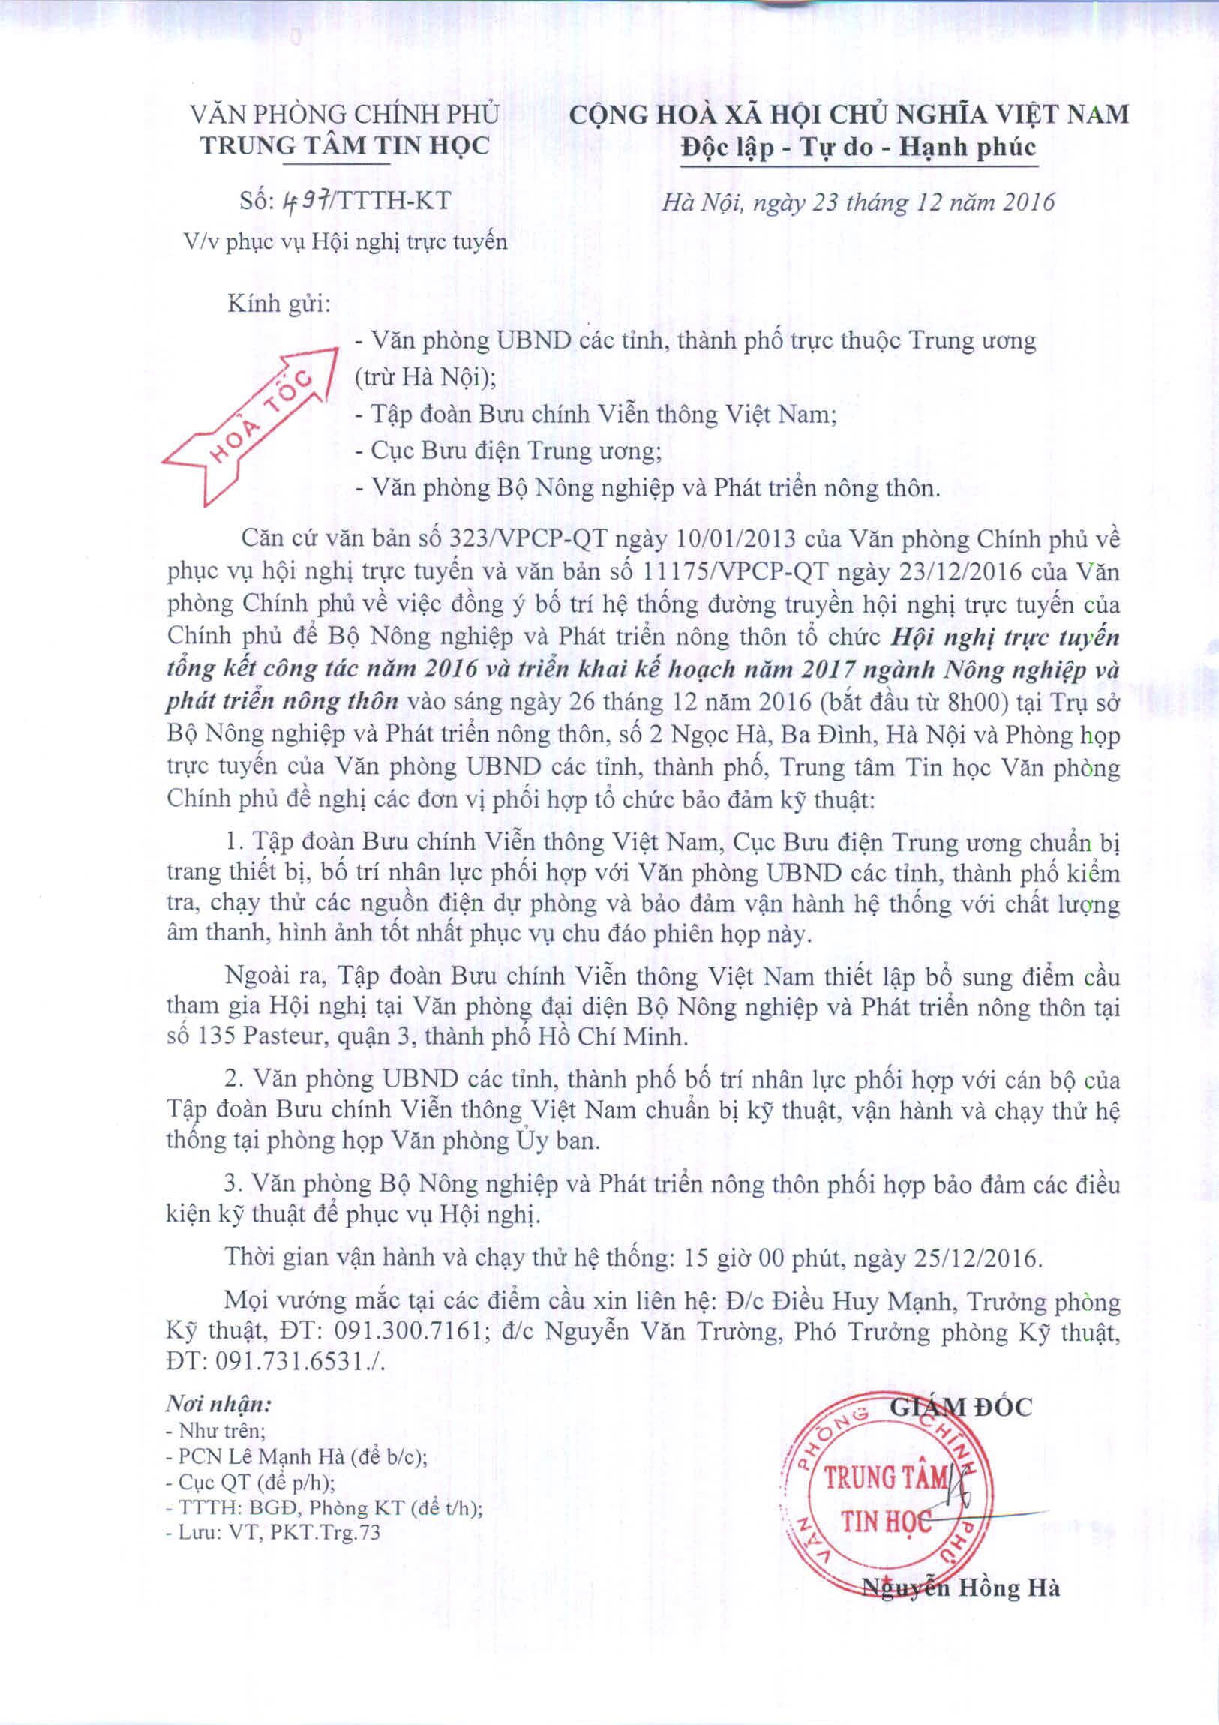 VĂN PHÒNG CHÍNH PHỦ
TRUNG TÂM TIN HỌC
CỘNG HOÀ XÃ HỘI CHỦ NGHĨA VIỆT NAM
Độc lập - Tự do - Hạnh phúc
Số: 497/TTTH-KT
V/v phục vụ Hội nghị trực tuyến
Hà Nội, ngày 23 tháng 12 năm 2016
Kính gửi:
HOẢ TỐC
- Văn phòng UBND các tỉnh, thành phố trực thuộc Trung ương
(trừ Hà Nội);
- Tập đoàn Bưu chính Viễn thông Việt Nam;
- Cục Bưu điện Trung ương;
- Văn phòng Bộ Nông nghiệp và Phát triển nông thôn.
Căn cứ văn bản số 323/VPCP-QT ngày 10/01/2013 của Văn phòng Chính phủ về
phục vụ hội nghị trực tuyến và văn bản số 11175/VPCP-QT ngày 23/12/2016 của Văn
phòng Chính phủ về việc đồng ý bố trí hệ thống đường truyền hội nghị trực tuyến của
Chính phủ để Bộ Nông nghiệp và Phát triển nông thôn tổ chức Hội nghị trực tuyến
tổng kết công tác năm 2016 và triển khai kế hoạch năm 2017 ngành Nông nghiệp và
phát triển nông thôn vào sáng ngày 26 tháng 12 năm 2016 (bắt đầu từ 8h00) tại Trụ sở
Bộ Nông nghiệp và Phát triển nông thôn, số 2 Ngọc Hà, Ba Đình, Hà Nội và Phòng họp
trực tuyến của Văn phòng UBND các tỉnh, thành phố, Trung tâm Tin học Văn phòng
Chính phủ đề nghị các đơn vị phối hợp tổ chức bảo đảm kỹ thuật:
1. Tập đoàn Bưu chính Viễn thông Việt Nam, Cục Bưu điện Trung ương chuẩn bị
trang thiết bị, bố trí nhân lực phối hợp với Văn phòng UBND các tỉnh, thành phố kiểm
tra, chạy thử các nguồn điện dự phòng và bảo đảm vận hành hệ thống với chất lượng
âm thanh, hình ảnh tốt nhất phục vụ chu đáo phiên họp này.
Ngoài ra, Tập đoàn Bưu chính Viễn thông Việt Nam thiết lập bổ sung điểm cầu
tham gia Hội nghị tại Văn phòng đại diện Bộ Nông nghiệp và Phát triển nông thôn tại
số 135 Pasteur, quận 3, thành phố Hồ Chí Minh.
2. Văn phòng UBND các tỉnh, thành phố bố trí nhân lực phối hợp với cán bộ của
Tập đoàn Bưu chính Viễn thông Việt Nam chuẩn bị kỹ thuật, vận hành và chạy thử hệ
thống tại phòng họp Văn phòng Ủy ban.
3. Văn phòng Bộ Nông nghiệp và Phát triển nông thôn phối hợp bảo đảm các điều
kiện kỹ thuật để phục vụ Hội nghị.
Thời gian vận hành và chạy thử hệ thống: 15 giờ 00 phút, ngày 25/12/2016.
Mọi vướng mắc tại các điểm cầu xin liên hệ: Đ/c Điều Huy Mạnh, Trưởng phòng
Kỹ thuật, ĐT: 091.300.7161; đ/c Nguyễn Văn Trường, Phó Trưởng phòng Kỹ thuật,
ĐT: 091.731.6531./.
Nơi nhận:
- Như trên;
- PCN Lê Mạnh Hà (để b/c);
- Cục QT (để p/h);
- TTTH: BGĐ, Phòng KT (để t/h);
- Lưu: VT, PKT.Trg.73
GIÁM ĐỐC
VĂN PHÒNG CHÍNH PHỦ
TRUNG TÂM
TIN HỌC
Nguyễn Hồng Hà